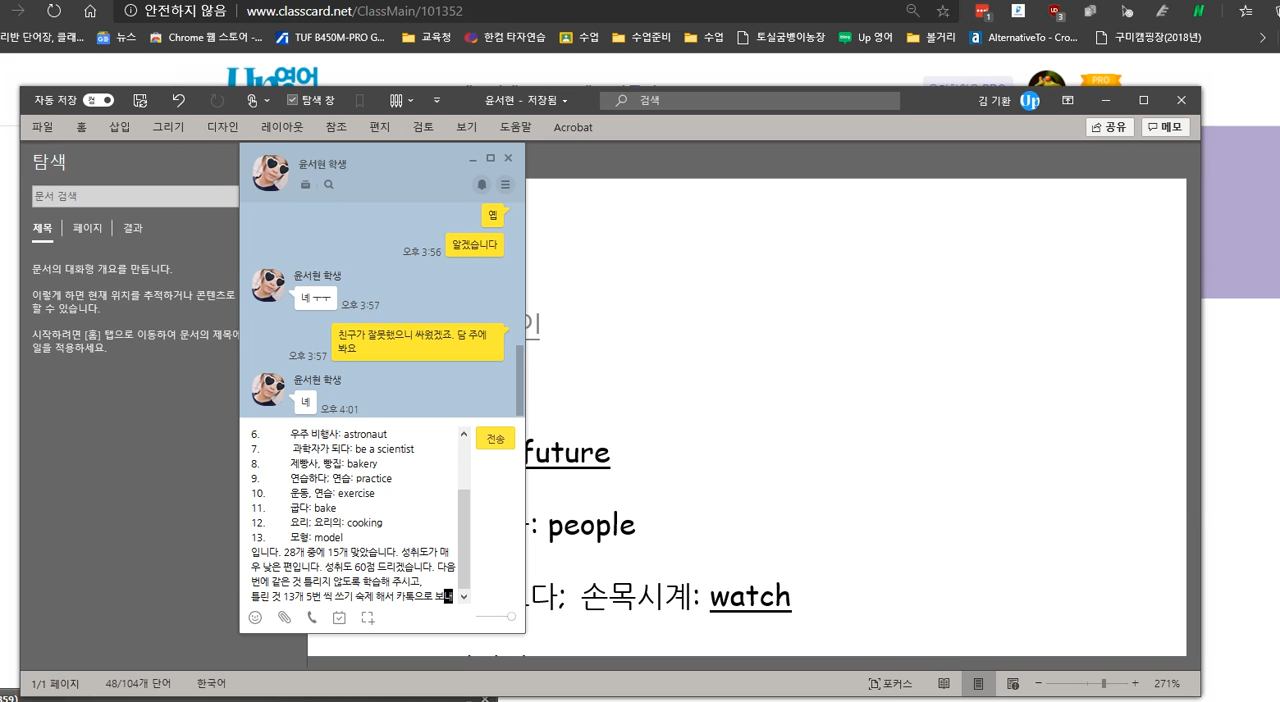 안전하지 않음 www.classcard.net/ClassMain/101352
리반 단어장, 클래... 뉴스 Chrome 웹 스토어 -... TUF B450M-PRO G... 교육청 한컴 타자연습 수업 수업준비 수업 토실굼벵이농장 Up 영어 볼거리 AlternativeTo - Cro... 구미캠핑장(2018년)
Up영어
PRO
자동 저장 탐색 창 윤서현 - 저장됨 검색 김 기환 Up
파일 홈 삽입 그리기 디자인 레이아웃 참조 편지 검토 보기 도움말 Acrobat 공유 메모
탐색
문서 검색
제목 페이지 결과
문서의 대화형 개요를 만듭니다.
이렇게 하면 현재 위치를 추적하거나 콘텐츠로
할 수 있습니다.
시작하려면 [홈] 탭으로 이동하여 문서의 제목에
일을 적용하세요.
윤서현 학생
옙
알겠습니다
오후 3:56
윤서현 학생
녜 ㅜㅜ
오후 3:57
친구가 잘못했으니 싸웠겠죠. 담 주에
봐요
오후 3:57
윤서현 학생
녜
오후 4:01
6. 우주 비행사: astronaut
7. 과학자가 되다: be a scientist
8. 제빵사, 빵집: bakery
9. 연습하다; 연습: practice
10. 운동, 연습: exercise
11. 굽다: bake
12. 요리; 요리의: cooking
13. 모형: model
입니다. 28개 중에 15개 맞았습니다. 성취도가 매
우 낮은 편입니다. 성취도 60점 드리겠습니다. 다음
번에 같은 것 틀리지 않도록 학습해 주시고,
틀린 것 13개 5번 씩 쓰기 숙제 해서 카톡으로 보내
전송
인
future
: people
다; 손목시계: watch
1/1 페이지 48/104개 단어 한국어 포커스 271%